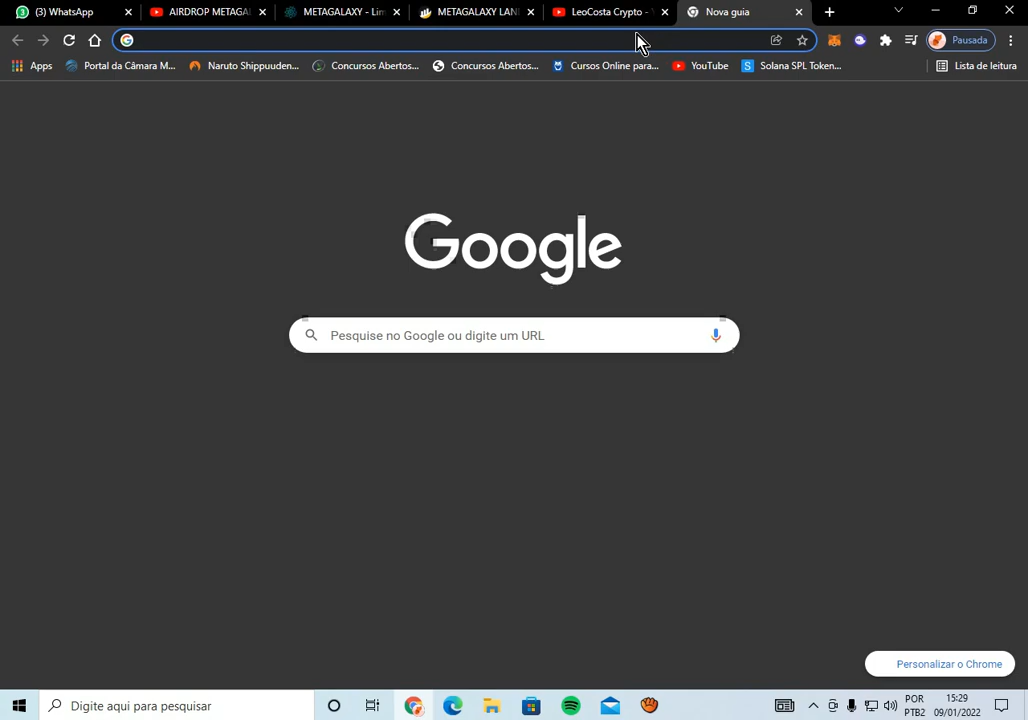 (3) WhatsApp
AIRDROP METAGAL
METAGALAXY - Lim
METAGALAXY LAN
LeoCosta Crypto - Y
Nova guia
Pausada
Apps
Portal da Câmara M...
Naruto Shippuuden...
Concursos Abertos...
Concursos Abertos...
Cursos Online para...
YouTube
Solana SPL Token...
Lista de leitura
Google
Pesquise no Google ou digite um URL
Personalizar o Chrome
Digite aqui para pesquisar
POR
PTB2
15:29
09/01/2022